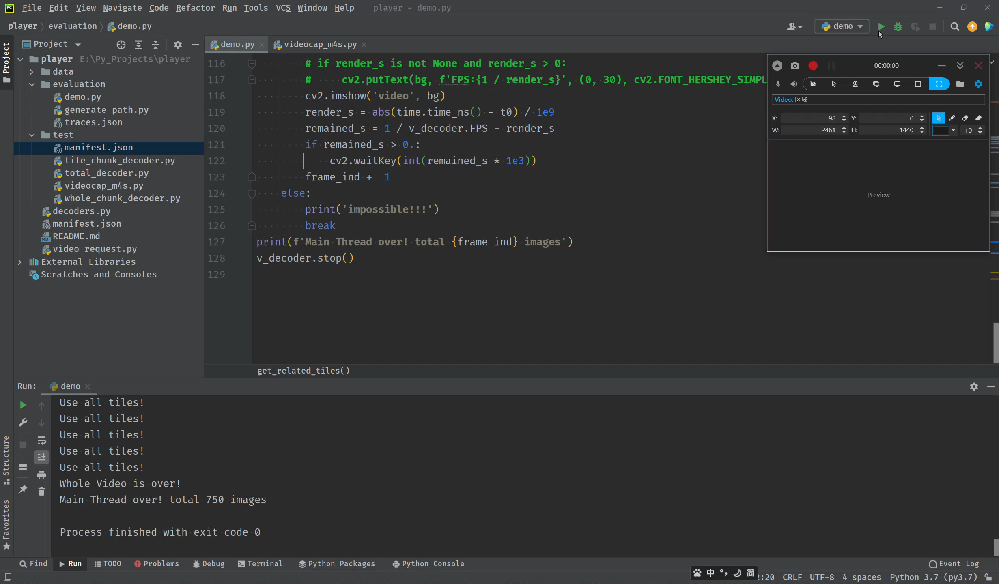 File Edit View Navigate Code Refactor Run Tools VCS Window Help player - demo.py
player evaluation demo.py
demo
Project
Project
demo.py
videocap_m4s.py
player E:\Py_Projects\player
data
evaluation
demo.py
generate_path.py
traces.json
test
manifest.json
tile_chunk_decoder.py
total_decoder.py
videocap_m4s.py
whole_chunk_decoder.py
decoders.py
manifest.json
README.md
video_request.py
External Libraries
Scratches and Consoles
116 # if render_s is not None and render_s > 0:
117 # cv2.putText(bg, f'FPS:{1 / render_s}', (0, 30), cv2.FONT_HERSHEY_SIMPL
118 cv2.imshow('video', bg)
119 render_s = abs(time.time_ns() - t0) / 1e9
120 remained_s = 1 / v_decoder.FPS - render_s
121 if remained_s > 0.:
122 cv2.waitKey(int(remained_s * 1e3))
123 frame_ind += 1
124 else:
125 print('impossible!!!')
126 break
127 print(f'Main Thread over! total {frame_ind} images')
128 v_decoder.stop()
129
get_related_tiles()
00:00:00
Video: 区域
X: 98 Y: 0
W: 2461 H: 1440
10
Preview
Run: demo
Use all tiles!
Use all tiles!
Use all tiles!
Use all tiles!
Use all tiles!
Whole Video is over!
Main Thread over! total 750 images
Process finished with exit code 0
Structure
Favorites
Find Run TODO Problems Debug Terminal Python Packages Python Console Event Log
中 °, 简
:20 CRLF UTF-8 4 spaces Python 3.7 (py3.7)